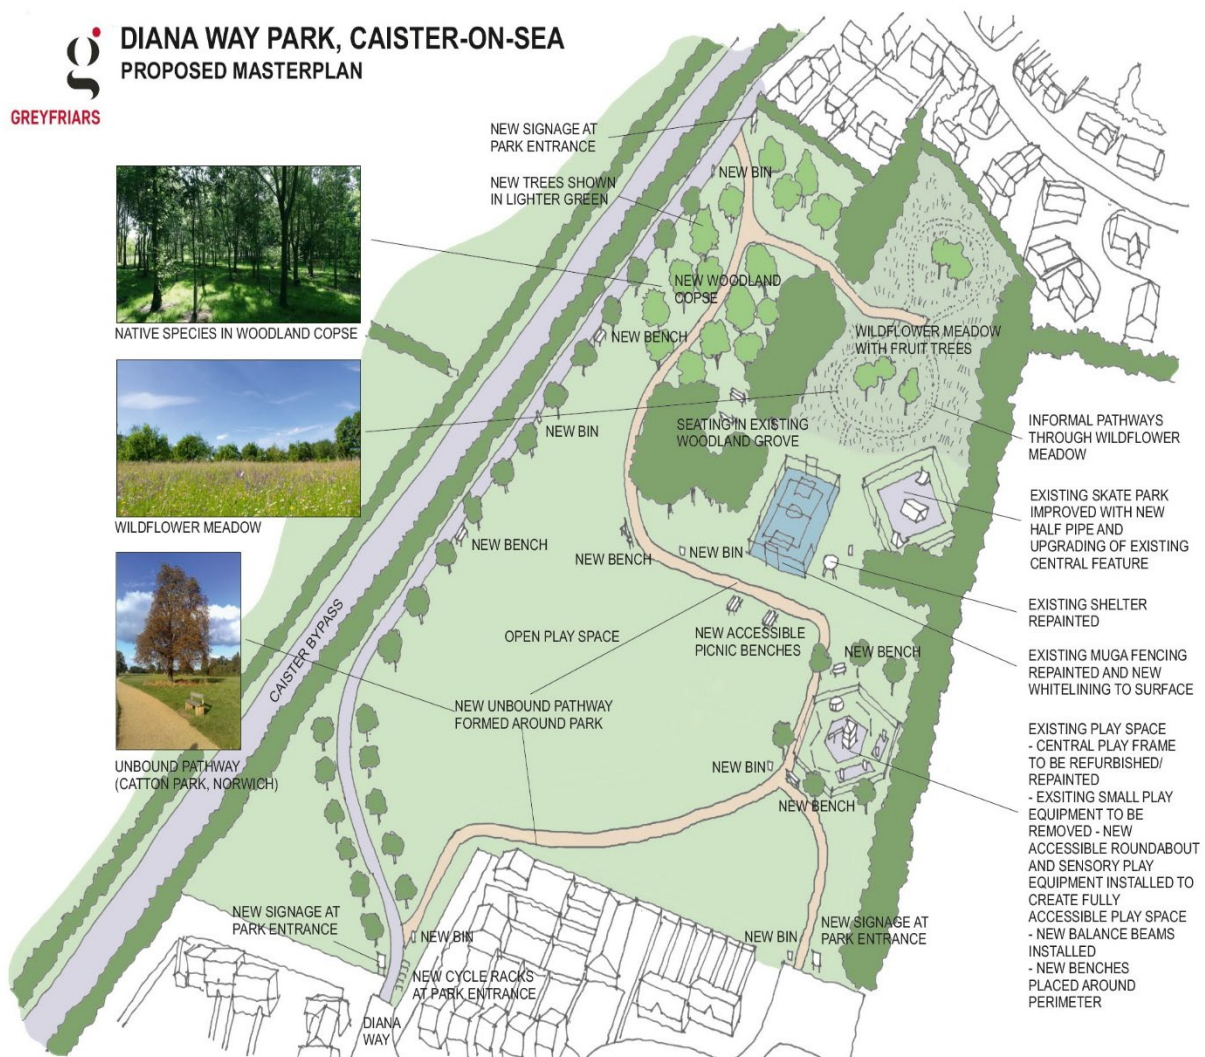 g
GREYFRIARS
DIANA WAY PARK, CAISTER-ON-SEA
PROPOSED MASTERPLAN
NATIVE SPECIES IN WOODLAND COPSE
WILDFLOWER MEADOW
UNBOUND PATHWAY
(CATTON PARK, NORWICH)
NEW SIGNAGE AT
PARK ENTRANCE
NEW TREES SHOWN
IN LIGHTER GREEN
NEW BIN
NEW WOODLAND
COPSE
NEW BENCH
WILDFLOWER MEADOW
WITH FRUIT TREES
NEW BIN
SEATING IN EXISTING
WOODLAND GROVE
NEW BENCH
NEW BENCH
NEW BIN
CAISTER BYPASS
OPEN PLAY SPACE
NEW ACCESSIBLE
PICNIC BENCHES
NEW BENCH
NEW UNBOUND PATHWAY
FORMED AROUND PARK
NEW BIN
NEW BENCH
NEW SIGNAGE AT
PARK ENTRANCE
NEW BIN
NEW CYCLE RACKS
AT PARK ENTRANCE
DIANA
WAY
NEW BIN
NEW SIGNAGE AT
PARK ENTRANCE
INFORMAL PATHWAYS
THROUGH WILDFLOWER
MEADOW
EXISTING SKATE PARK
IMPROVED WITH NEW
HALF PIPE AND
UPGRADING OF EXISTING
CENTRAL FEATURE
EXISTING SHELTER
REPAINTED
EXISTING MUGA FENCING
REPAINTED AND NEW
WHITELINING TO SURFACE
EXISTING PLAY SPACE
- CENTRAL PLAY FRAME
TO BE REFURBISHED/
REPAINTED
- EXSITING SMALL PLAY
EQUIPMENT TO BE
REMOVED - NEW
ACCESSIBLE ROUNDABOUT
AND SENSORY PLAY
EQUIPMENT INSTALLED TO
CREATE FULLY
ACCESSIBLE PLAY SPACE
- NEW BALANCE BEAMS
INSTALLED
- NEW BENCHES
PLACED AROUND
PERIMETER